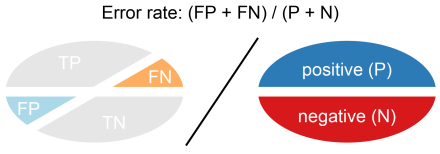 Error rate: (FP + FN) / (P + N)
TP
FN
FP
TN
positive (P)
negative (N)